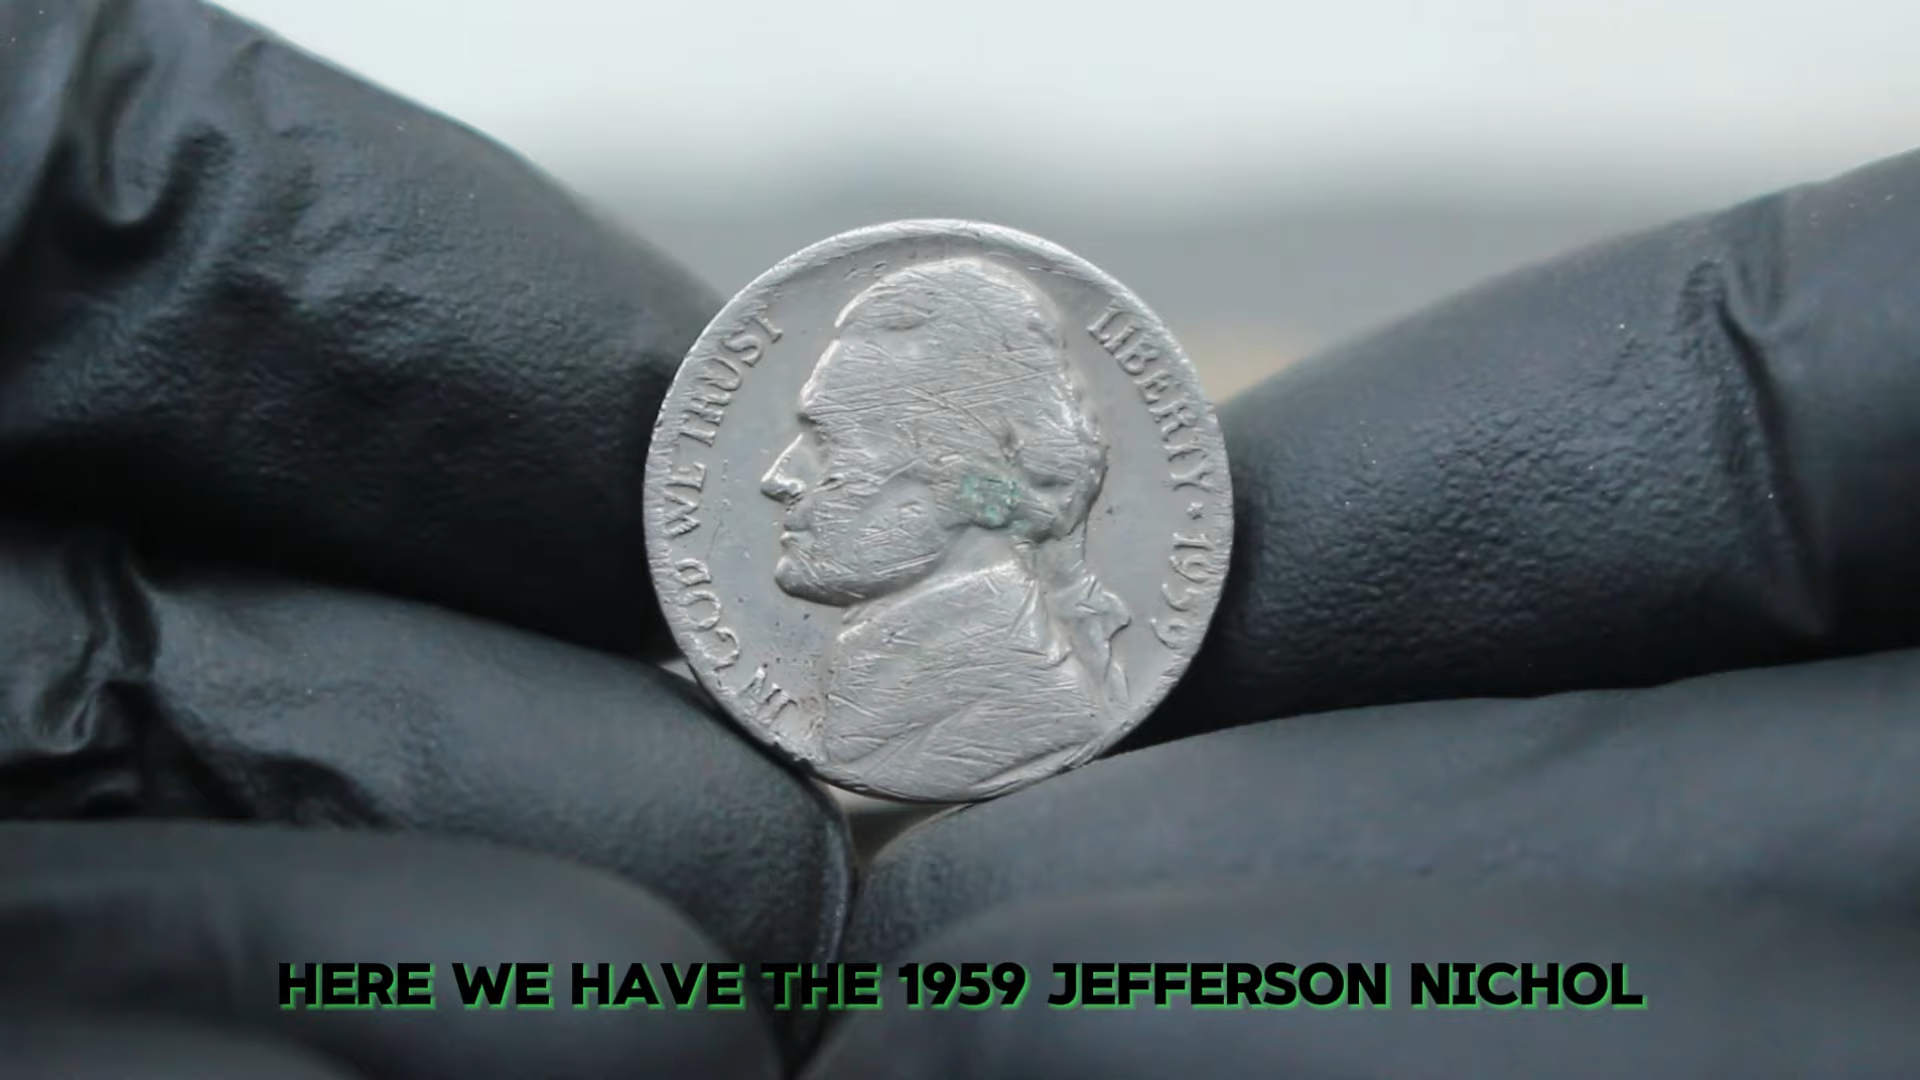 IN GOD WE TRUST
LIBERTY ★ 1959
HERE WE HAVE THE 1959 JEFFERSON NICHOL